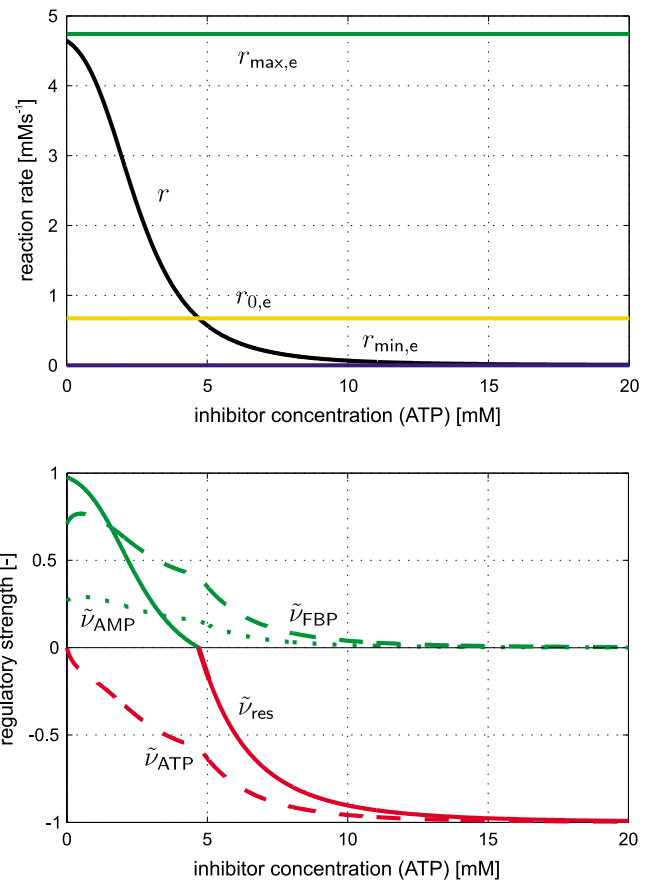 5
4
3
2
1
0
reaction rate [mMs⁻¹]
r_max,e
r
r_0,e
r_min,e
0 5 10 15 20
inhibitor concentration (ATP) [mM]
1
0.5
0
-0.5
-1
regulatory strength [-]
ν̃_AMP
ν̃_FBP
ν̃_res
ν̃_ATP
0 5 10 15 20
inhibitor concentration (ATP) [mM]